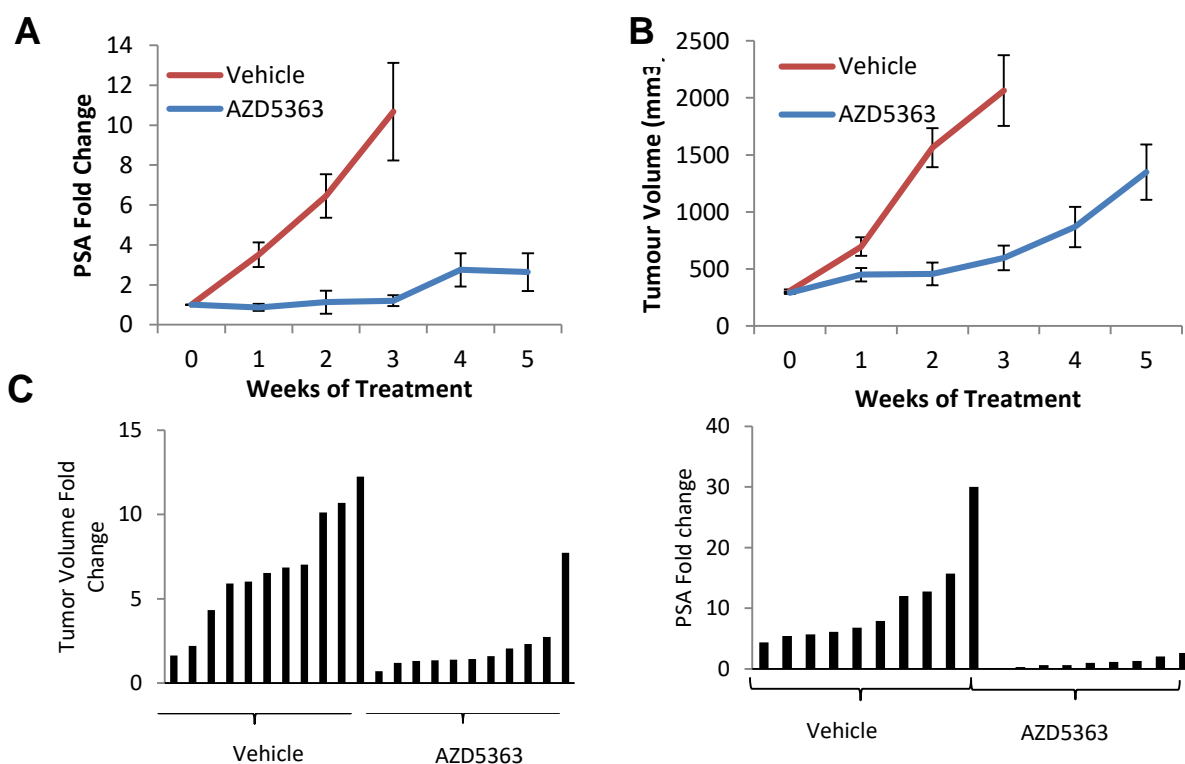 A
14
12
10
8
6
4
2
0
PSA Fold Change
Vehicle
AZD5363
0 1 2 3 4 5
Weeks of Treatment
B
2500
2000
1500
1000
500
0
Tumour Volume (mm3
Vehicle
AZD5363
0 1 2 3 4 5
Weeks of Treatment
C
15
10
5
0
Tumor Volume Fold
Change
Vehicle AZD5363
40
30
20
10
0
PSA Fold change
Vehicle AZD5363